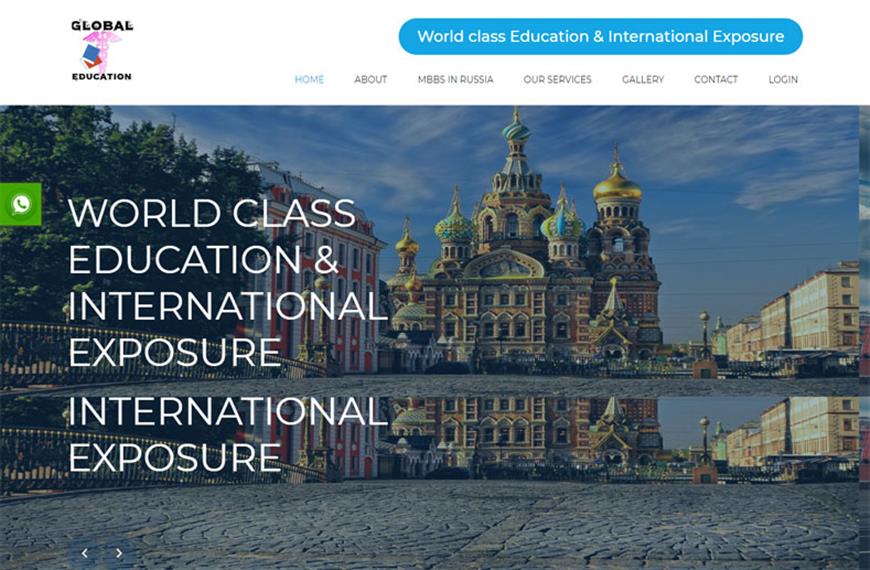 GLOBAL
EDUCATION
World class Education & International Exposure
HOME ABOUT MBBS IN RUSSIA OUR SERVICES GALLERY CONTACT LOGIN
WORLD CLASS
EDUCATION &
INTERNATIONAL
EXPOSURE
INTERNATIONAL
EXPOSURE